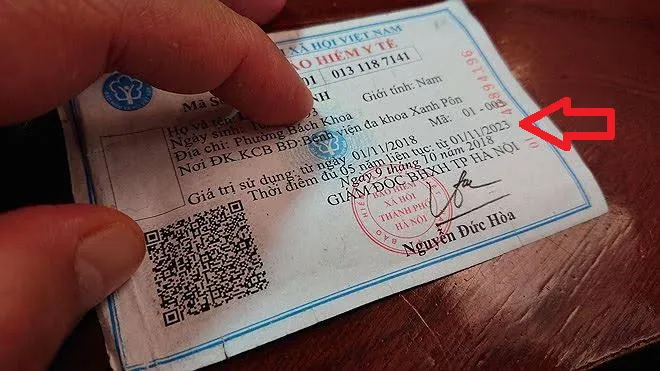 XÃ HỘI VIỆT NAM
BẢO HIỂM Y TẾ
01 013 118 7141
Mã S
Họ và tên NH
Giới tính: Nam
Ngày sinh: 3
Địa chỉ: Phường Bách Khoa
Nơi ĐK.KCB BĐ: Bệnh viện đa khoa Xanh Pôn
Mã: 01 - 003
Giá trị sử dụng: từ ngày 01/11/2018
Thời điểm đủ 05 năm liên tục: từ 01/11/2023
Ngày 9 tháng 10 năm 2018
GIÁM ĐỐC BHXH TP HÀ NỘI
BẢO HIỂM
XÃ HỘI
THÀNH PHỐ
HÀ NỘI
Nguyễn Đức Hòa